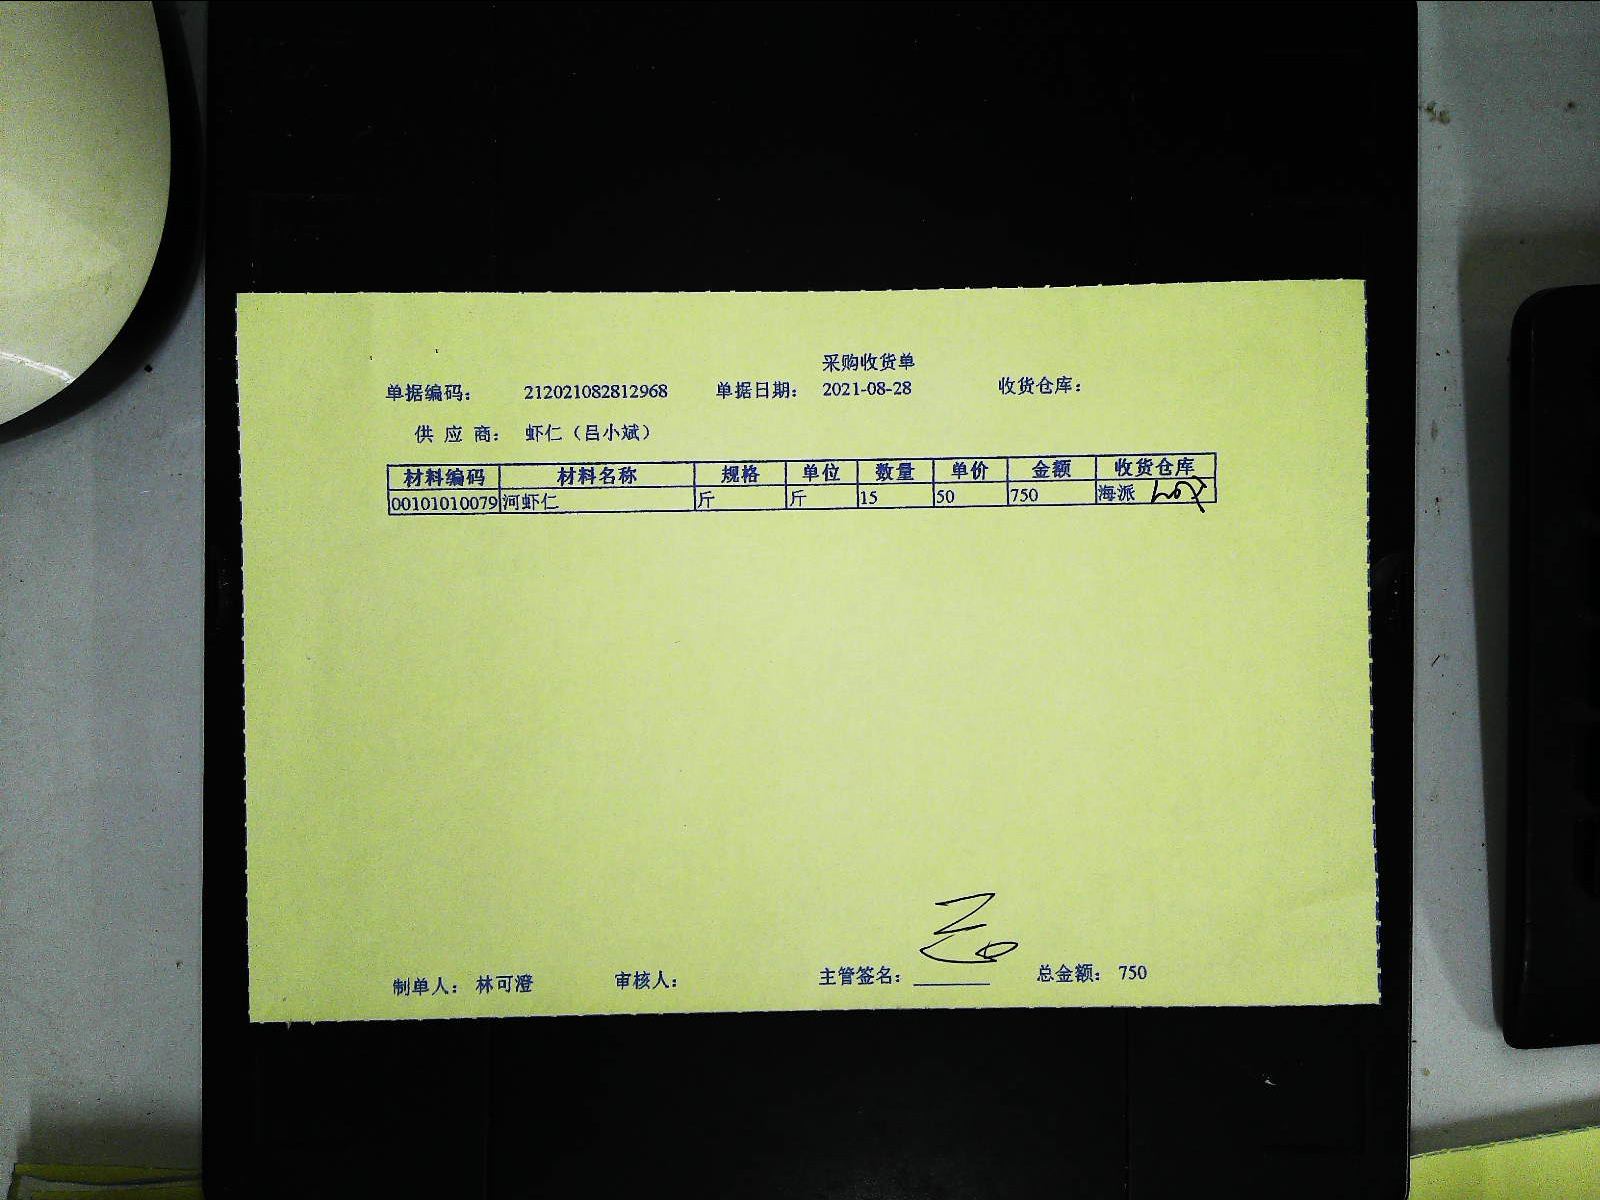 采购收货单
单据编码： 212021082812968 单据日期： 2021-08-28 收货仓库：
供 应 商： 虾仁（吕小斌）
材料编码 材料名称 规格 单位 数量 单价 金额 收货仓库
00101010079 河虾仁 斤 斤 15 50 750 海派
制单人： 林可澄 审核人： 主管签名： 总金额： 750